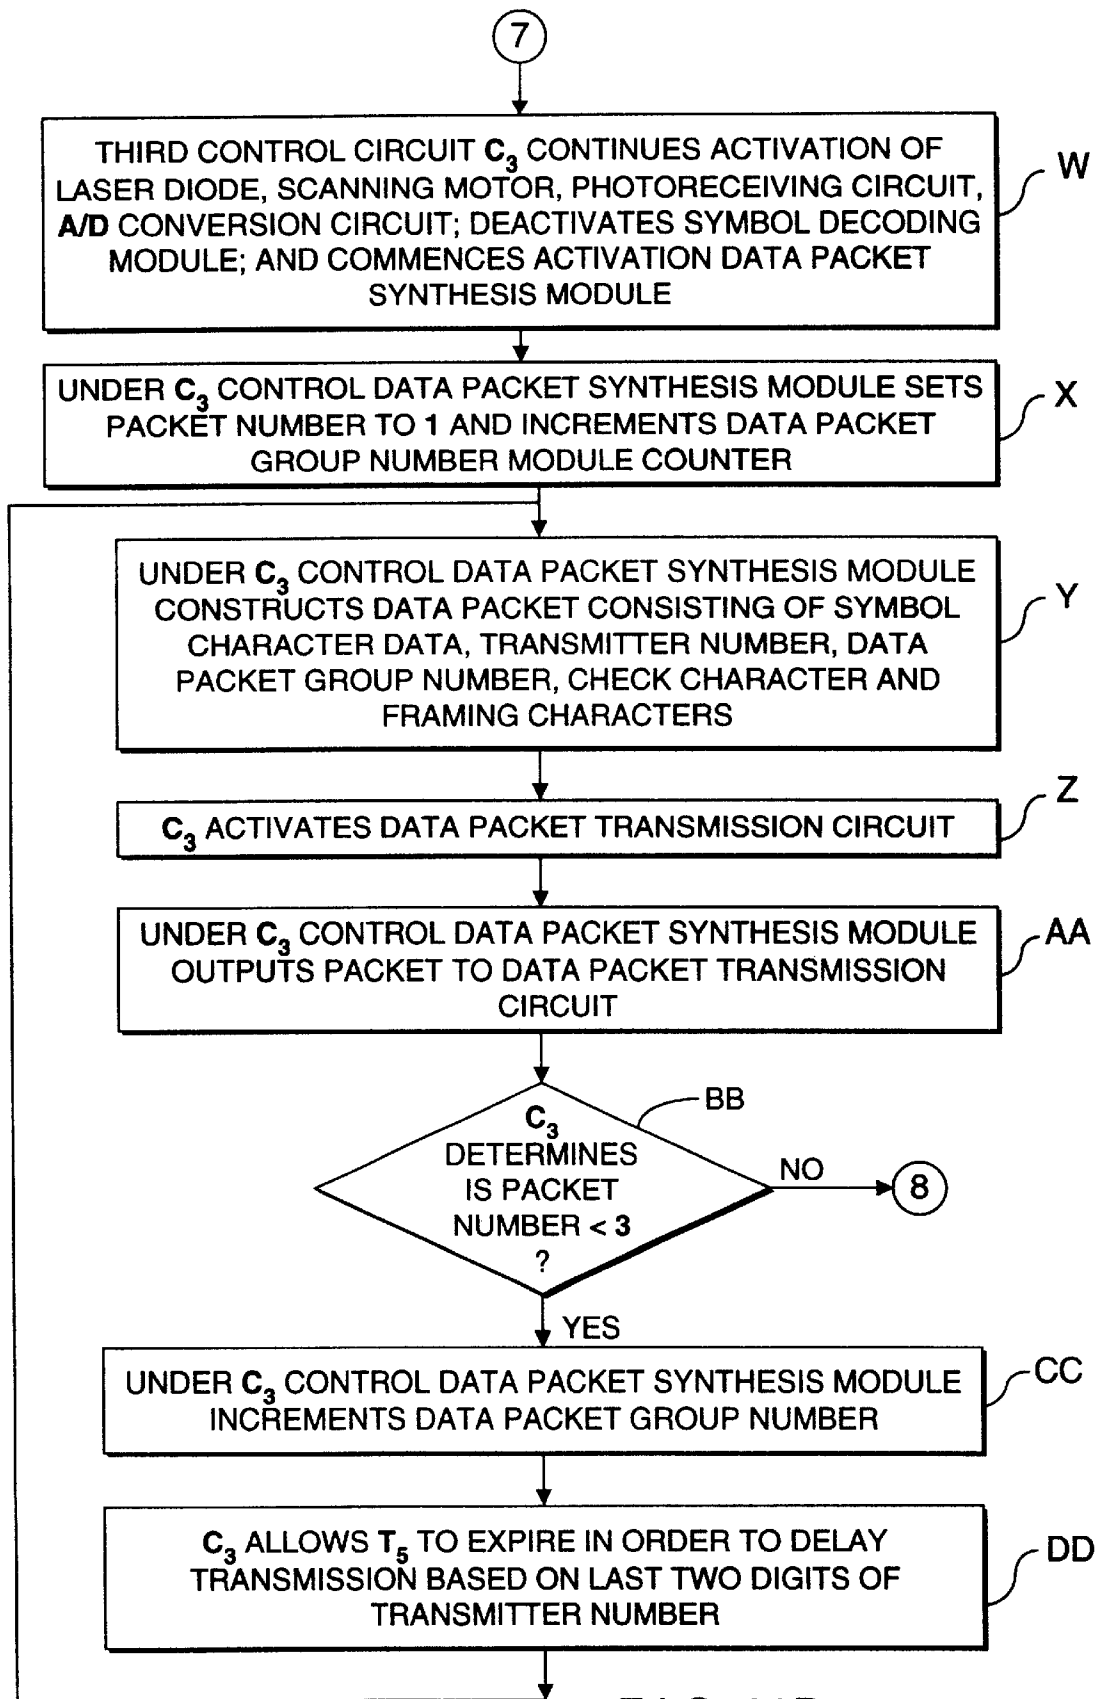 7
THIRD CONTROL CIRCUIT C3 CONTINUES ACTIVATION OF
LASER DIODE, SCANNING MOTOR, PHOTORECEIVING CIRCUIT,
A/D CONVERSION CIRCUIT; DEACTIVATES SYMBOL DECODING
MODULE; AND COMMENCES ACTIVATION DATA PACKET
SYNTHESIS MODULE
W
UNDER C3 CONTROL DATA PACKET SYNTHESIS MODULE SETS
PACKET NUMBER TO 1 AND INCREMENTS DATA PACKET
GROUP NUMBER MODULE COUNTER
X
UNDER C3 CONTROL DATA PACKET SYNTHESIS MODULE
CONSTRUCTS DATA PACKET CONSISTING OF SYMBOL
CHARACTER DATA, TRANSMITTER NUMBER, DATA
PACKET GROUP NUMBER, CHECK CHARACTER AND
FRAMING CHARACTERS
Y
C3 ACTIVATES DATA PACKET TRANSMISSION CIRCUIT
Z
UNDER C3 CONTROL DATA PACKET SYNTHESIS MODULE
OUTPUTS PACKET TO DATA PACKET TRANSMISSION
CIRCUIT
AA
C3
DETERMINES
IS PACKET
NUMBER < 3
?
BB
NO
8
YES
UNDER C3 CONTROL DATA PACKET SYNTHESIS MODULE
INCREMENTS DATA PACKET GROUP NUMBER
CC
C3 ALLOWS T5 TO EXPIRE IN ORDER TO DELAY
TRANSMISSION BASED ON LAST TWO DIGITS OF
TRANSMITTER NUMBER
DD